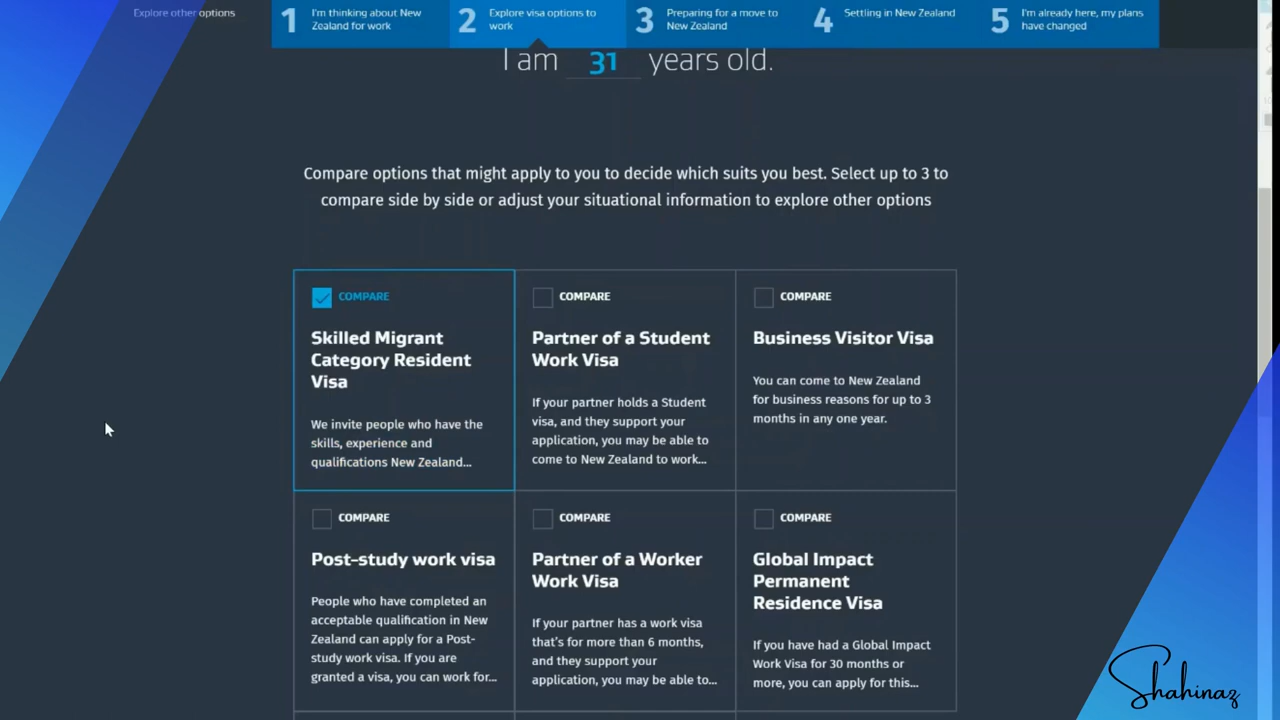 Explore other options
1 I'm thinking about New
Zealand for work
2 Explore visa options to
work
3 Preparing for a move to
New Zealand
4 Settling in New Zealand
5 I'm already here, my plans
have changed
I am 31 years old.
Compare options that might apply to you to decide which suits you best. Select up to 3 to
compare side by side or adjust your situational information to explore other options
COMPARE
Skilled Migrant
Category Resident
Visa
We invite people who have the
skills, experience and
qualifications New Zealand...
COMPARE
Partner of a Student
Work Visa
If your partner holds a Student
visa, and they support your
application, you may be able to
come to New Zealand to work...
COMPARE
Business Visitor Visa
You can come to New Zealand
for business reasons for up to 3
months in any one year.
COMPARE
Post-study work visa
People who have completed an
acceptable qualification in New
Zealand can apply for a Post-
study work visa. If you are
granted a visa, you can work for...
COMPARE
Partner of a Worker
Work Visa
If your partner has a work visa
that's for more than 6 months,
and they support your
application, you may be able to...
COMPARE
Global Impact
Permanent
Residence Visa
If you have had a Global Impact
Work Visa for 30 months or
more, you can apply for this...
Shahinaz